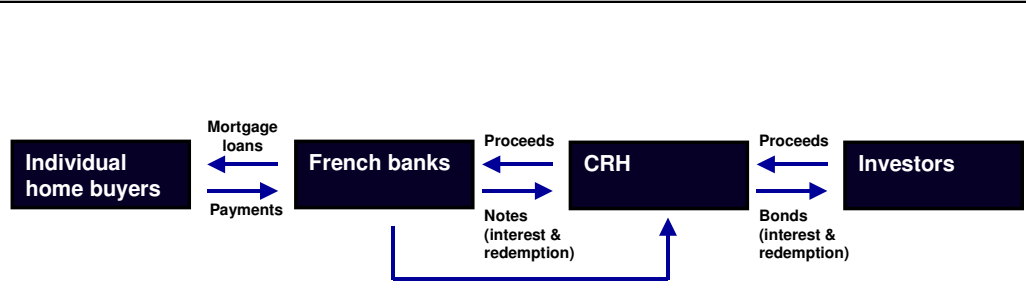 Mortgage
loans
Individual
home buyers
Payments
French banks
Proceeds
Notes
(interest &
redemption)
CRH
Proceeds
Bonds
(interest &
redemption)
Investors